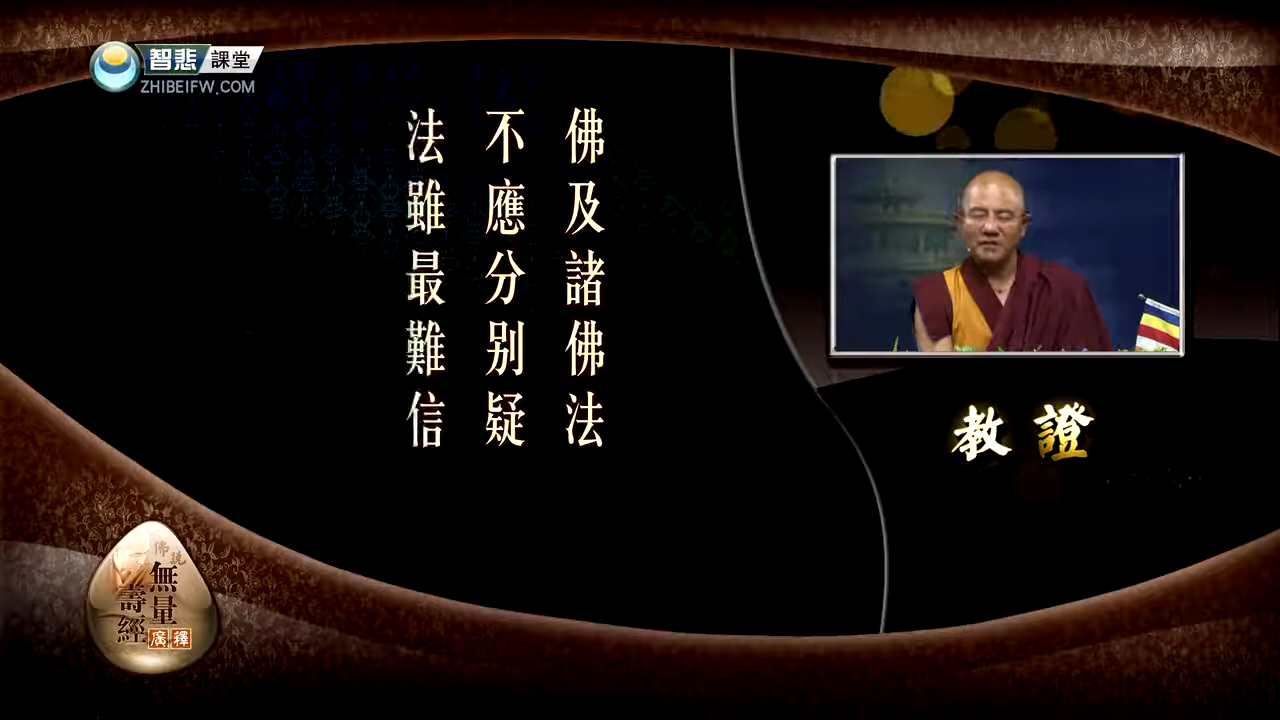 智悲 課堂
ZHIBEIFW.COM
佛及諸佛法
不應分別疑
法雖最難信
教證
佛說
無量
壽經
廣釋